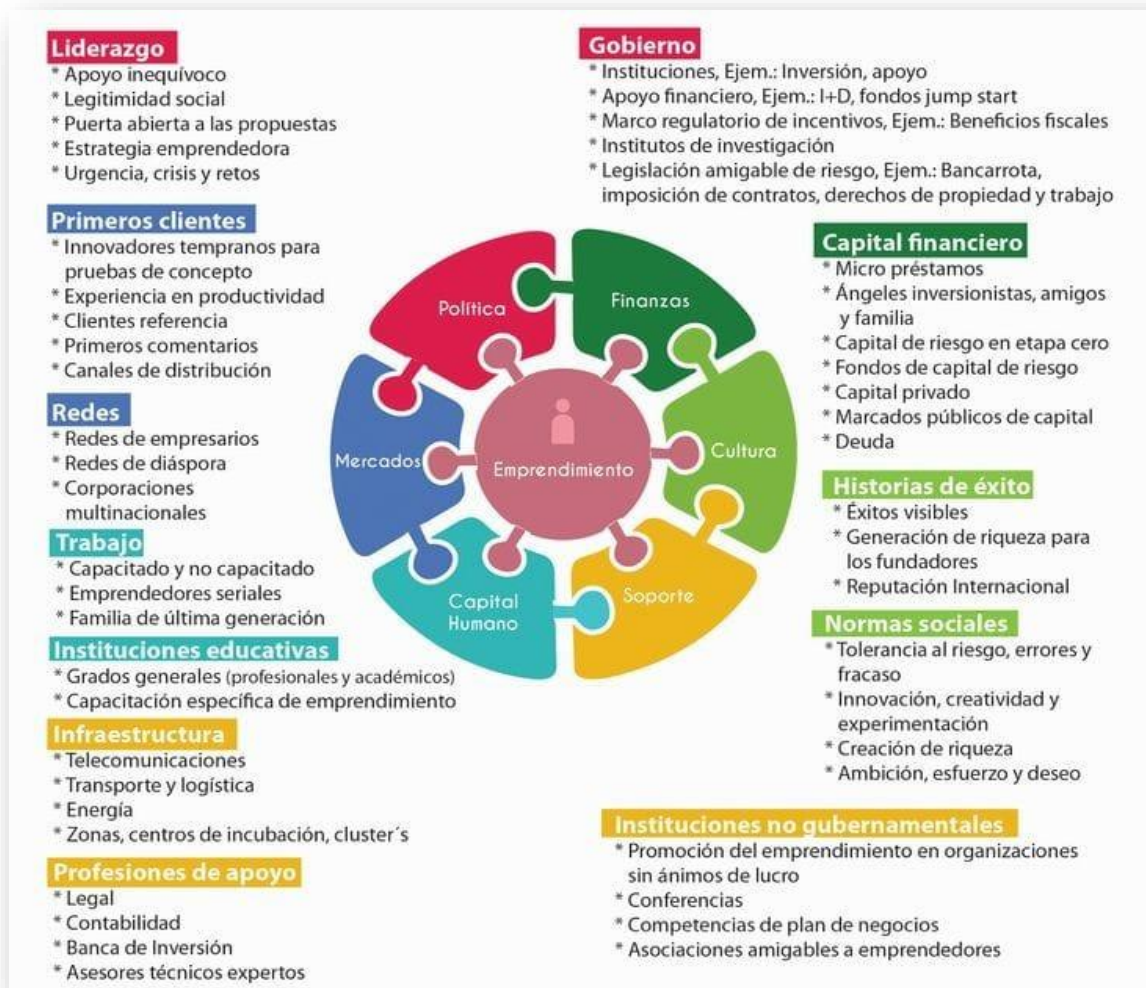 Liderazgo
* Apoyo inequívoco
* Legitimidad social
* Puerta abierta a las propuestas
* Estrategia emprendedora
* Urgencia, crisis y retos
Gobierno
* Instituciones, Ejem.: Inversión, apoyo
* Apoyo financiero, Ejem.: I+D, fondos jump start
* Marco regulatorio de incentivos, Ejem.: Beneficios fiscales
* Institutos de investigación
* Legislación amigable de riesgo, Ejem.: Bancarrota,
imposición de contratos, derechos de propiedad y trabajo
Primeros clientes
* Innovadores tempranos para
pruebas de concepto
* Experiencia en productividad
* Clientes referencia
* Primeros comentarios
* Canales de distribución
Redes
* Redes de empresarios
* Redes de diáspora
* Corporaciones
multinacionales
Trabajo
* Capacitado y no capacitado
* Emprendedores seriales
* Familia de última generación
Instituciones educativas
* Grados generales (profesionales y académicos)
* Capacitación específica de emprendimiento
Infraestructura
* Telecomunicaciones
* Transporte y logística
* Energía
* Zonas, centros de incubación, cluster´s
Profesiones de apoyo
* Legal
* Contabilidad
* Banca de Inversión
* Asesores técnicos expertos
Política
Finanzas
Mercados
Emprendimiento
Cultura
Capital
Humano
Soporte
Capital financiero
* Micro préstamos
* Ángeles inversionistas, amigos
y familia
* Capital de riesgo en etapa cero
* Fondos de capital de riesgo
* Capital privado
* Marcados públicos de capital
* Deuda
Historias de éxito
* Éxitos visibles
* Generación de riqueza para
los fundadores
* Reputación Internacional
Normas sociales
* Tolerancia al riesgo, errores y
fracaso
* Innovación, creatividad y
experimentación
* Creación de riqueza
* Ambición, esfuerzo y deseo
Instituciones no gubernamentales
* Promoción del emprendimiento en organizaciones
sin ánimos de lucro
* Conferencias
* Competencias de plan de negocios
* Asociaciones amigables a emprendedores